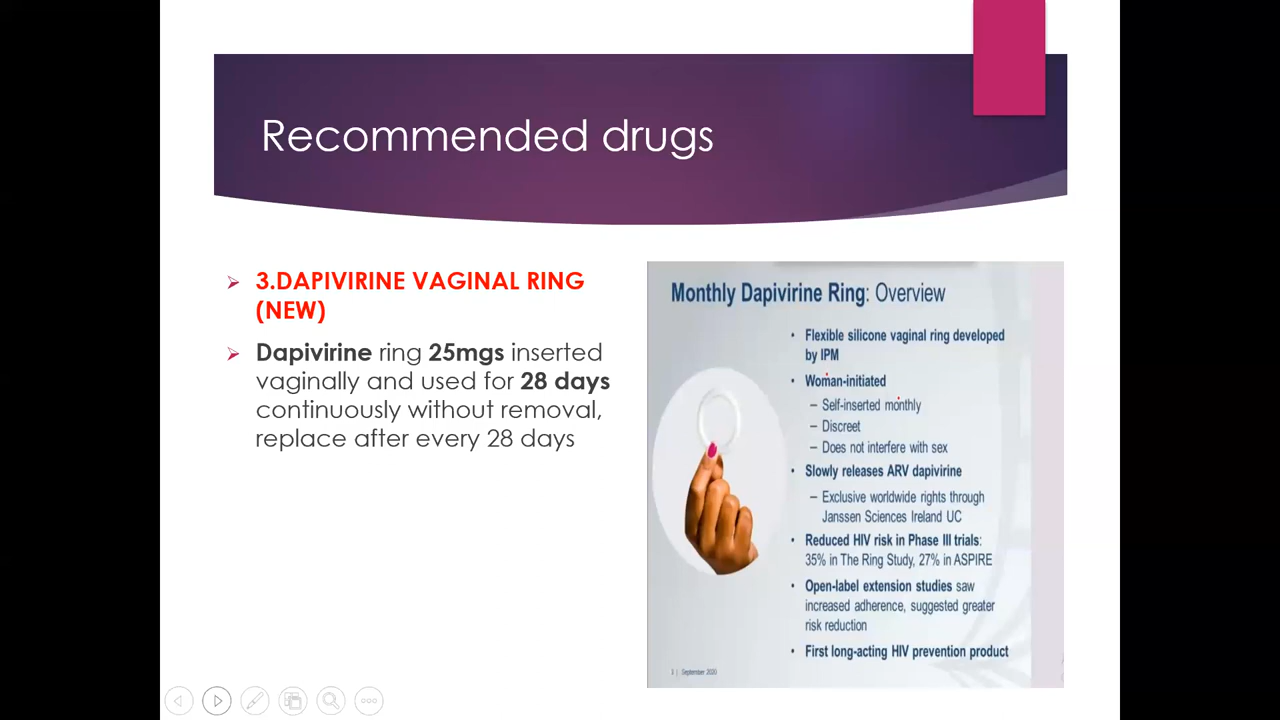 Recommended drugs
3.DAPIVIRINE VAGINAL RING
(NEW)
Dapivirine ring 25mgs inserted
vaginally and used for 28 days
continuously without removal,
replace after every 28 days
Monthly Dapivirine Ring: Overview
• Flexible silicone vaginal ring developed
by IPM
• Woman-initiated
– Self-inserted monthly
– Discreet
– Does not interfere with sex
• Slowly releases ARV dapivirine
– Exclusive worldwide rights through
Janssen Sciences Ireland UC
• Reduced HIV risk in Phase III trials:
35% in The Ring Study, 27% in ASPIRE
• Open-label extension studies saw
increased adherence, suggested greater
risk reduction
• First long-acting HIV prevention product
1 | September 2020